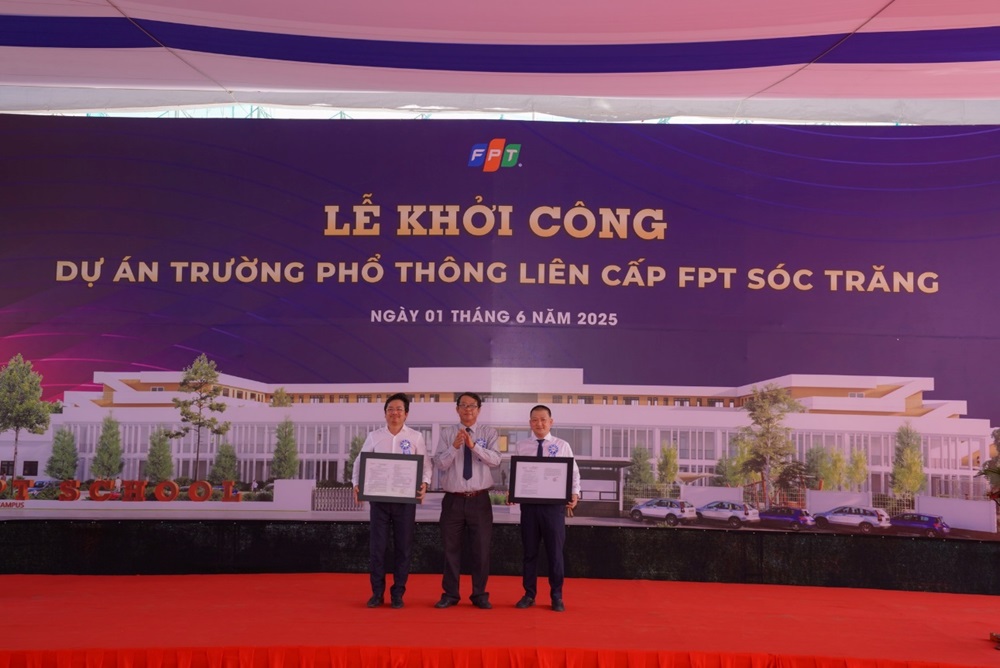 FPT
LỄ KHỞI CÔNG
DỰ ÁN TRƯỜNG PHỔ THÔNG LIÊN CẤP FPT SÓC TRĂNG
NGÀY 01 THÁNG 6 NĂM 2025
SCHOOL
CAMPUS